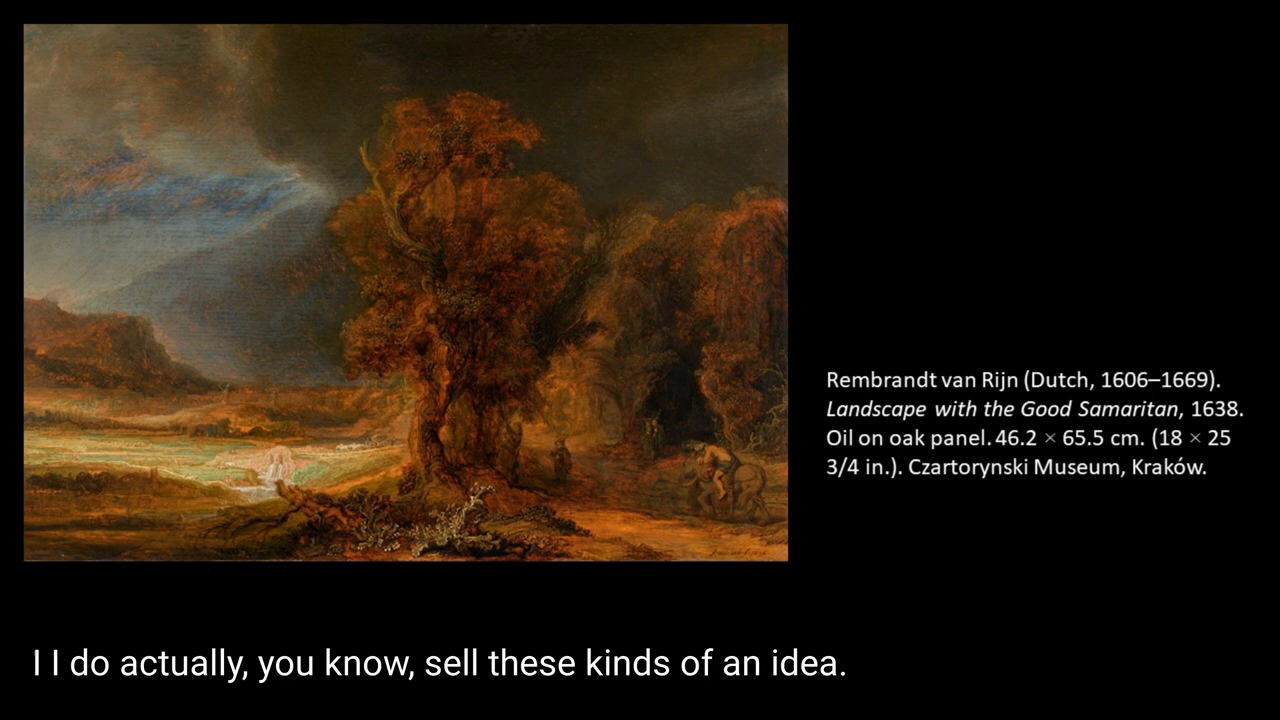 Rembrandt van Rijn (Dutch, 1606–1669).
Landscape with the Good Samaritan, 1638.
Oil on oak panel. 46.2 × 65.5 cm. (18 × 25
3/4 in.). Czartorynski Museum, Kraków.
I I do actually, you know, sell these kinds of an idea.